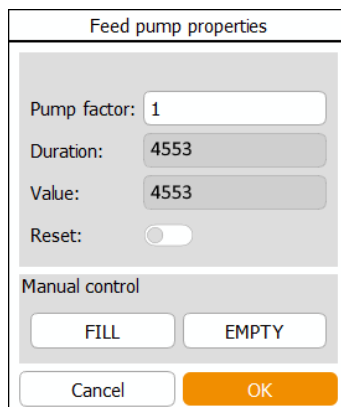 Feed pump properties
Pump factor: 1
Duration: 4553
Value: 4553
Reset:
Manual control
FILL EMPTY
Cancel OK